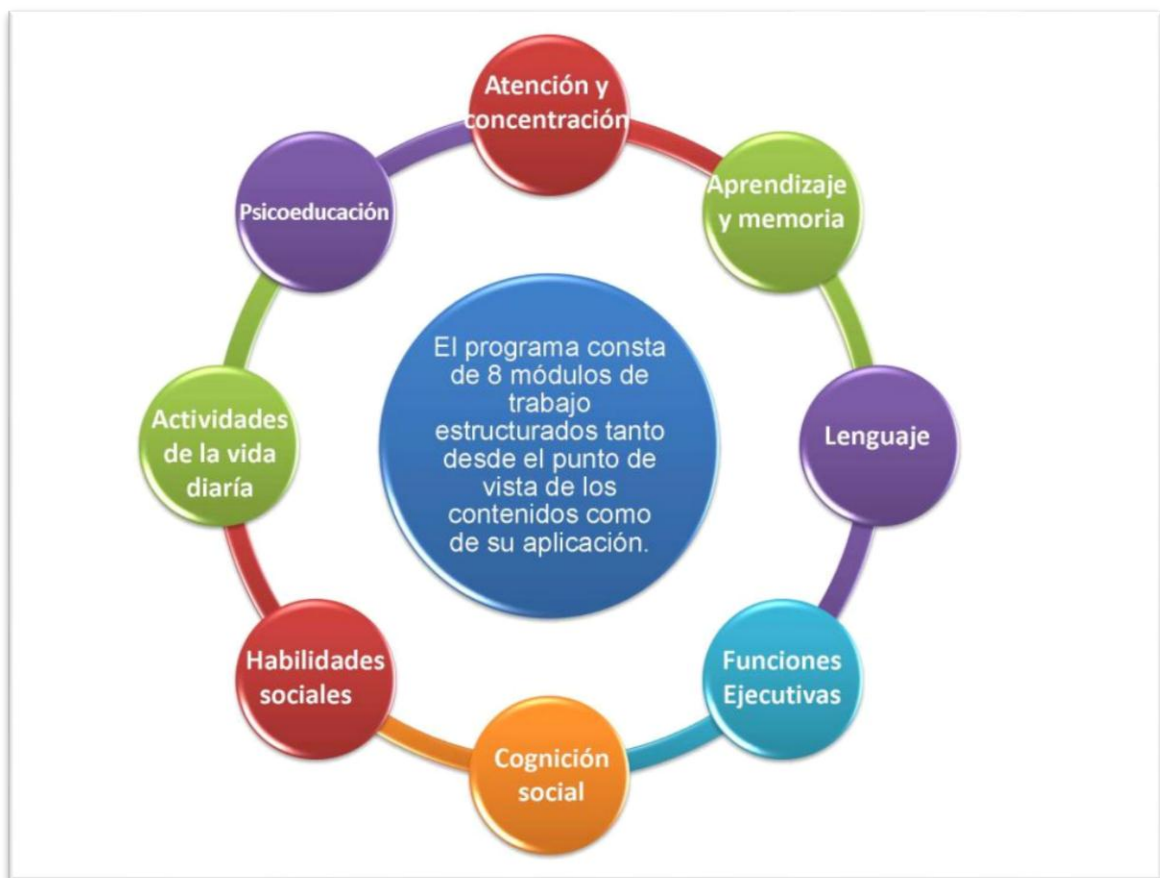 Atención y
concentración
Aprendizaje
y memoria
Lenguaje
Funciones
Ejecutivas
Cognición
social
Habilidades
sociales
Actividades
de la vida
diaría
Psicoeducación
El programa consta
de 8 módulos de
trabajo
estructurados tanto
desde el punto de
vista de los
contenidos como
de su aplicación.